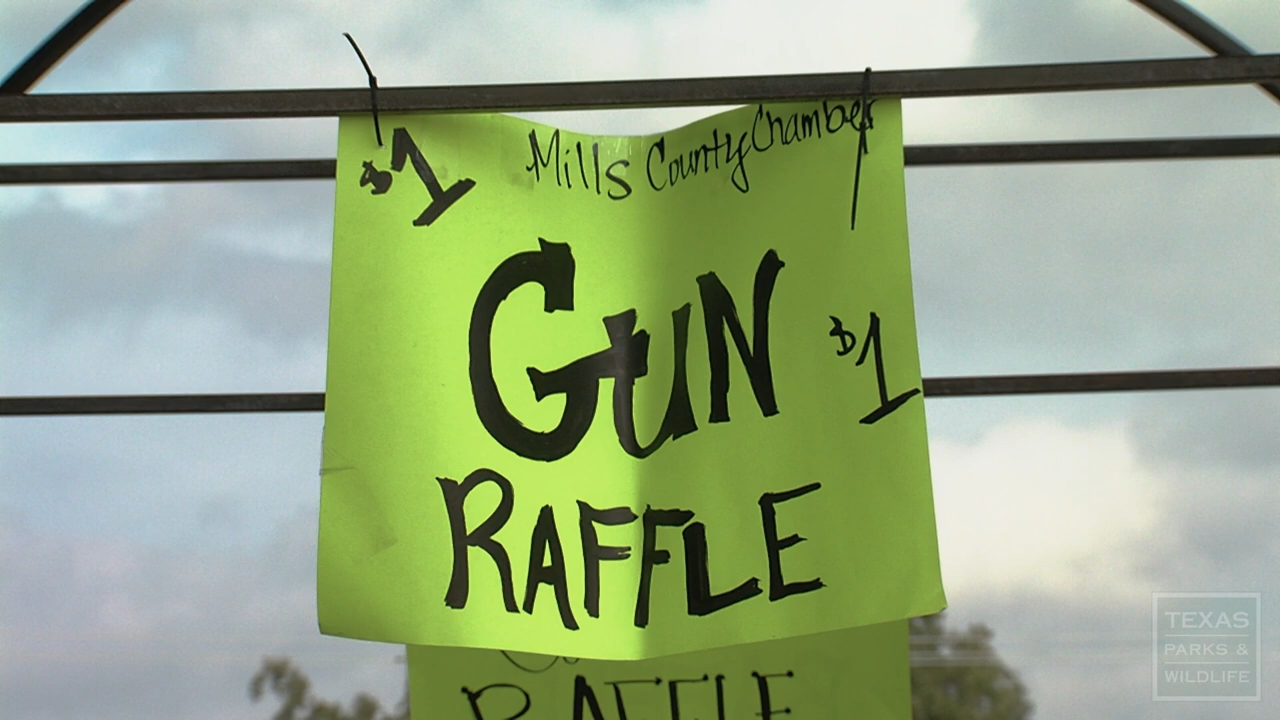 $1 Mills County Chamber
GUN
$1
RAFFLE
RAFFLE
TEXAS
PARKS &
WILDLIFE